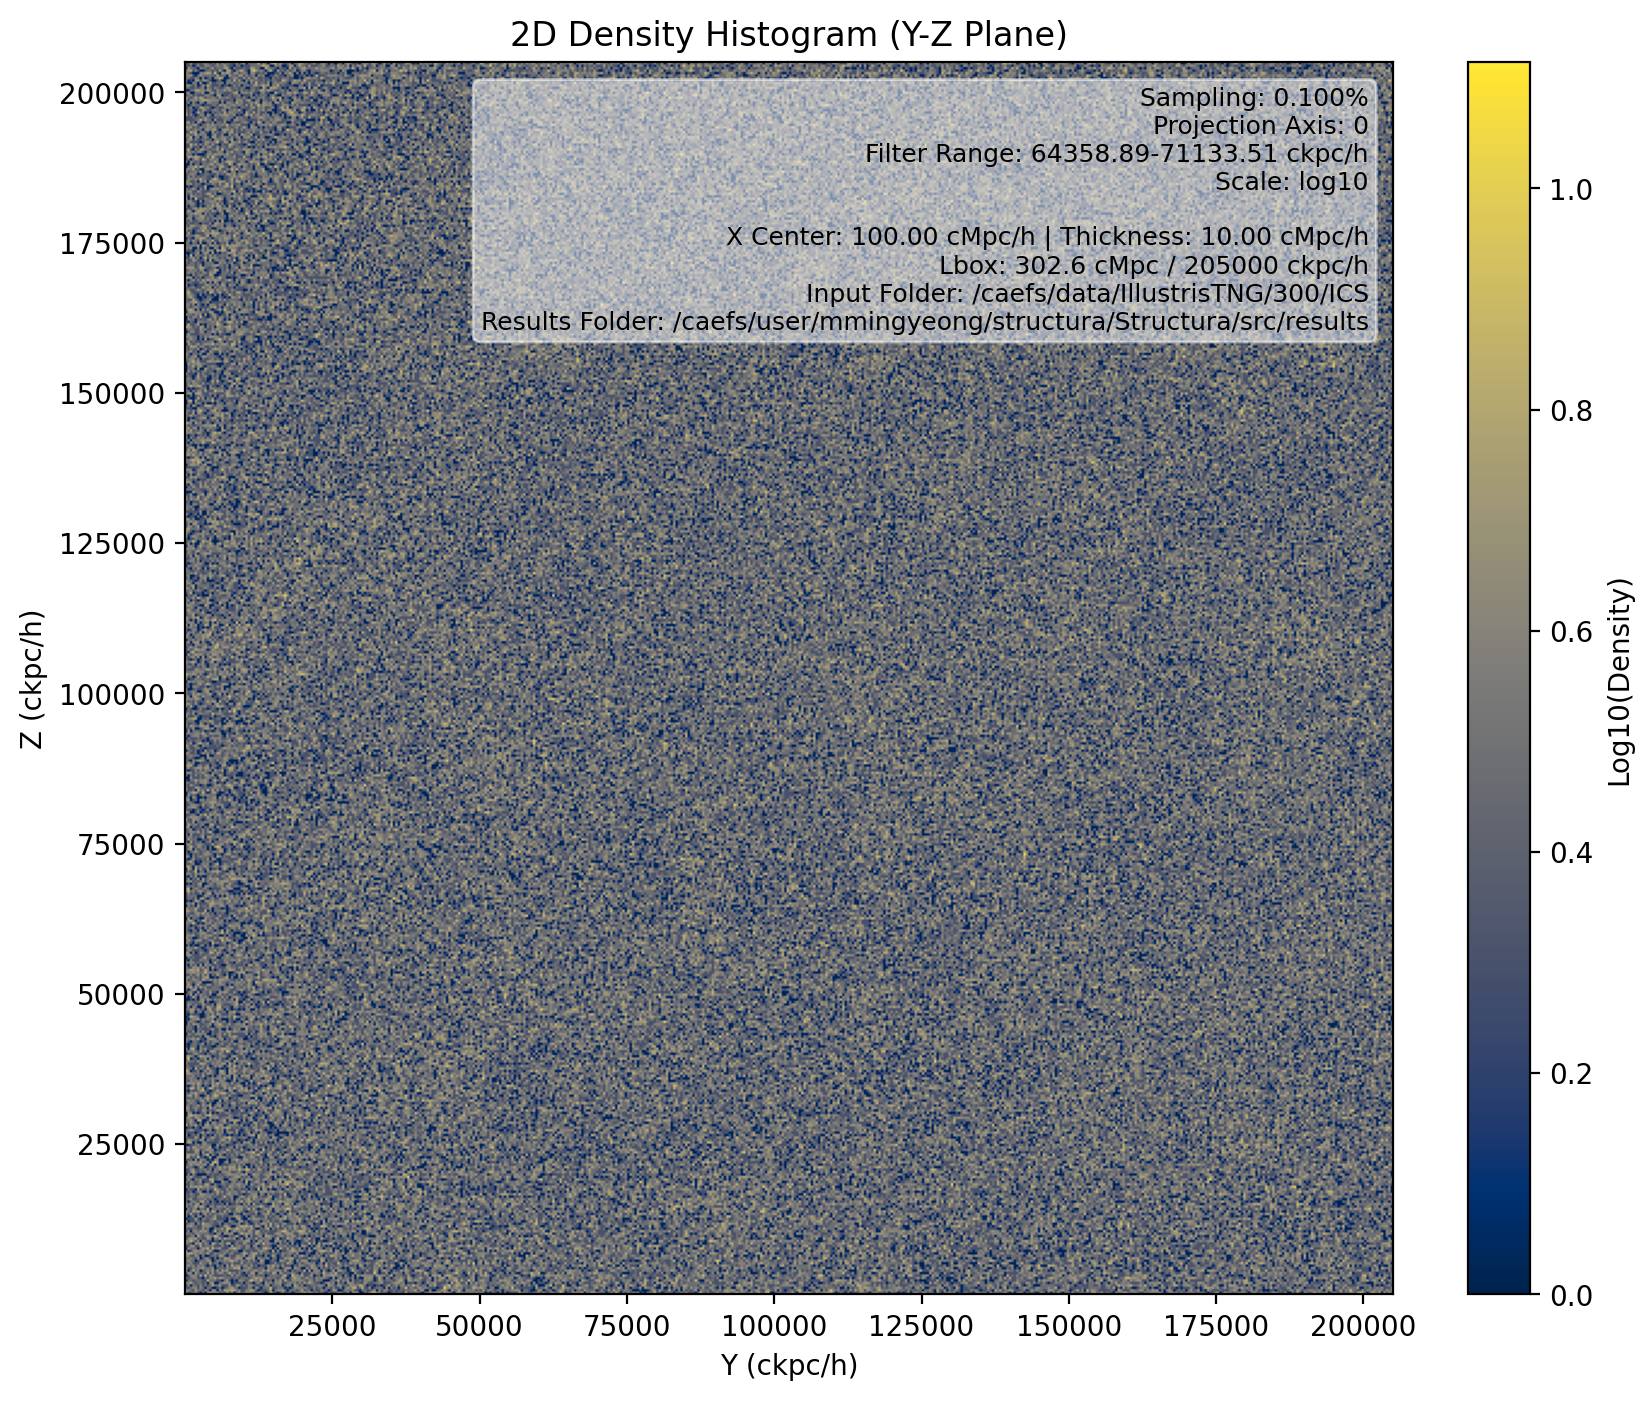 2D Density Histogram (Y-Z Plane)
Sampling: 0.100%
Projection Axis: 0
Filter Range: 64358.89-71133.51 ckpc/h
Scale: log10
X Center: 100.00 cMpc/h | Thickness: 10.00 cMpc/h
Lbox: 302.6 cMpc / 205000 ckpc/h
Input Folder: /caefs/data/IllustrisTNG/300/ICS
Results Folder: /caefs/user/mmingyeong/structura/Structura/src/results
200000
175000
150000
125000
100000
75000
50000
25000
Z (ckpc/h)
25000 50000 75000 100000 125000 150000 175000 200000
Y (ckpc/h)
1.0
0.8
0.6
0.4
0.2
0.0
Log10(Density)